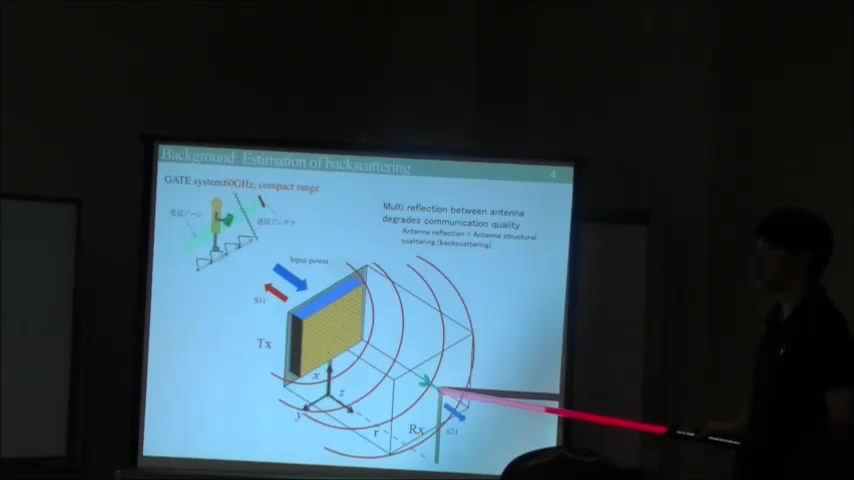 Background: Estimation of backscattering
4
GATE system:60GHz, compact range
Multi reflection between antenna
degrades communication quality
Antenna reflection = Antenna structural
scattering (backscattering)
Input power
S11
Tx
x
z
y
r
Rx
S21